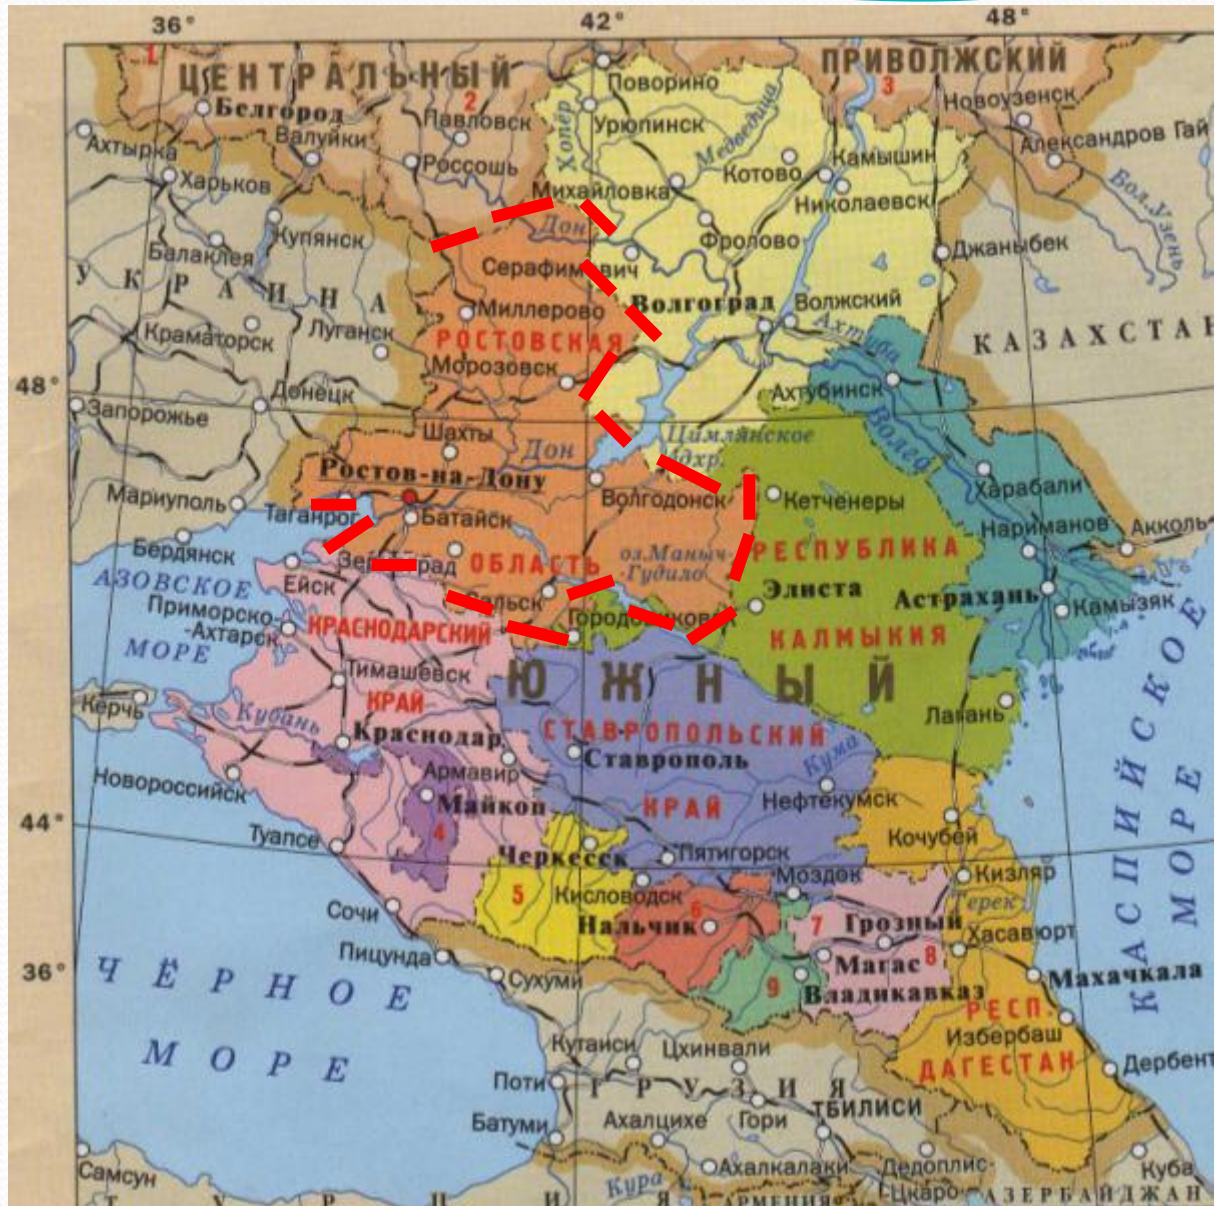 36°
42°
48°
1
ЦЕНТРАЛЬНЫЙ
ПРИВОЛЖСКИЙ
Поворино
3
Белгород
2
Новоузенск
Павловск
Урюпинск
Хопёр
Медведица
Ахтырка
Валуйки
Россошь
Александров Гай
Камышин
Котово
Харьков
Михайловка
Николаевск
Бол.Узень
Купянск
Дон
Фролово
Джаныбек
Балаклея
Серафимович
УКРАИНА
Миллерово
Волгоград
Волжский
Луганск
Ахтуба
КАЗАХСТАН
Краматорск
РОСТОВСКАЯ
Морозовск
48°
Донецк
Ахтубинск
Запорожье
Шахты
Волга
Дон
Цимлянское
вдхр.
Ростов-на-Дону
Харабали
Мариуполь
Волгодонск
Кетченеры
Таганрог
Батайск
Нариманов
Акколь
Бердянск
оз.Маныч-
-Гудило
РЕСПУБЛИКА
Зерноград
ОБЛАСТЬ
АЗОВСКОЕ
Ейск
Элиста
Астрахань
Камызяк
Приморско-
-Ахтарск
Сальск
Городовиковск
КРАСНОДАРСКИЙ
КАЛМЫКИЯ
МОРЕ
Тимашёвск
ЮЖНЫЙ
Керчь
КРАЙ
Лагань
Кубань
СТАВРОПОЛЬСКИЙ
Краснодар
Ставрополь
Кума
КАСПИЙСКОЕ
МОРЕ
Новороссийск
Армавир
Нефтекумск
Майкоп
КРАЙ
44°
4
Кочубей
Туапсе
Черкесск
Пятигорск
Моздок
Кизляр
5
Кисловодск
Терек
Сочи
6
7
Грозный
Нальчик
Хасавюрт
Пицунда
8
Магас
36°
Махачкала
ЧЁРНОЕ
Сухуми
9
Владикавказ
РЕСП.
Избербаш
МОРЕ
Кутаиси
Цхинвали
ДАГЕСТАН
Дербент
Поти
ГРУЗИЯ
Ахалцихе
Гори
ТБИЛИСИ
Батуми
Самсун
Ахалкалаки
Дедоплис-
-Цкаро
Куба
Кура
ТУРЦИЯ
АРМЕНИЯ
АЗЕРБАЙДЖАН